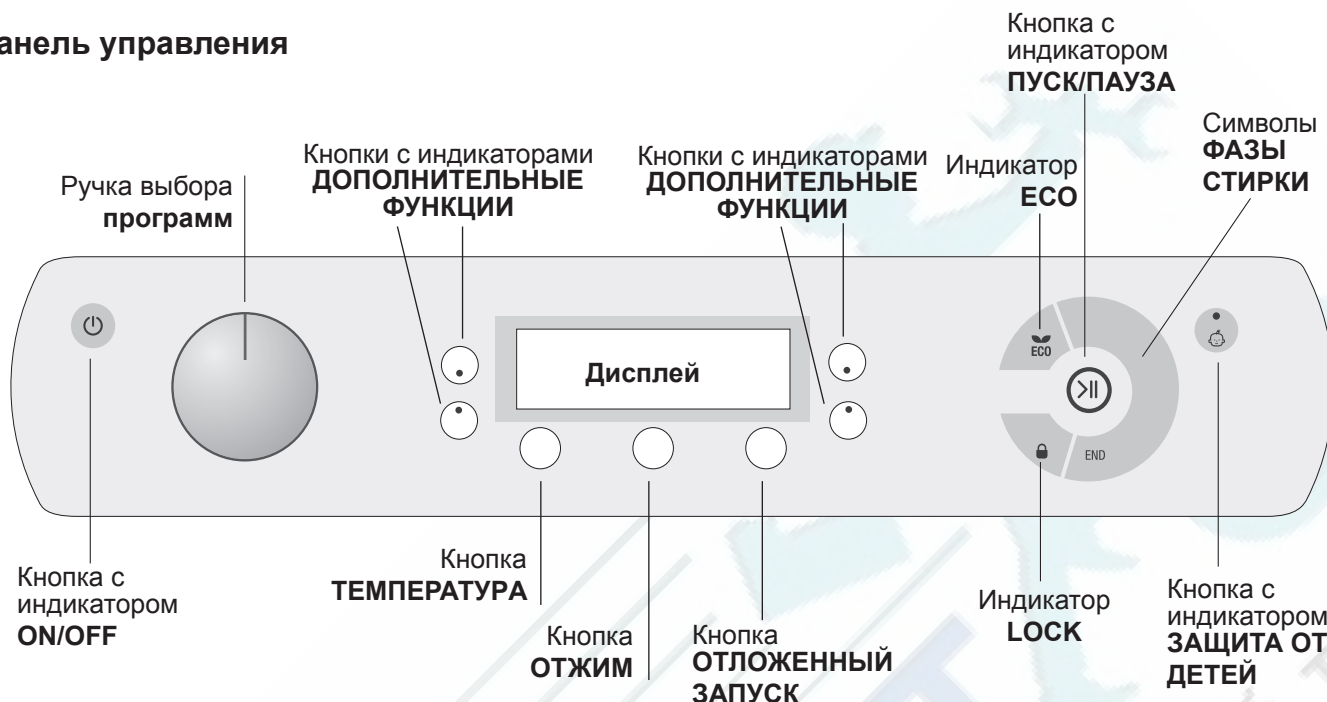 анель управления
Кнопка с
индикатором
ПУСК/ПАУЗА
Символы
ФАЗЫ
СТИРКИ
Кнопки с индикаторами
ДОПОЛНИТЕЛЬНЫЕ
ФУНКЦИИ
Кнопки с индикаторами
ДОПОЛНИТЕЛЬНЫЕ
ФУНКЦИИ
Индикатор
ECO
Ручка выбора
программ
ECO
Дисплей
END
Кнопка с
индикатором
ON/OFF
Кнопка
ТЕМПЕРАТУРА
Кнопка
ОТЖИМ
Кнопка
ОТЛОЖЕННЫЙ
ЗАПУСК
Индикатор
LOCK
Кнопка с
индикатором
ЗАЩИТА ОТ
ДЕТЕЙ